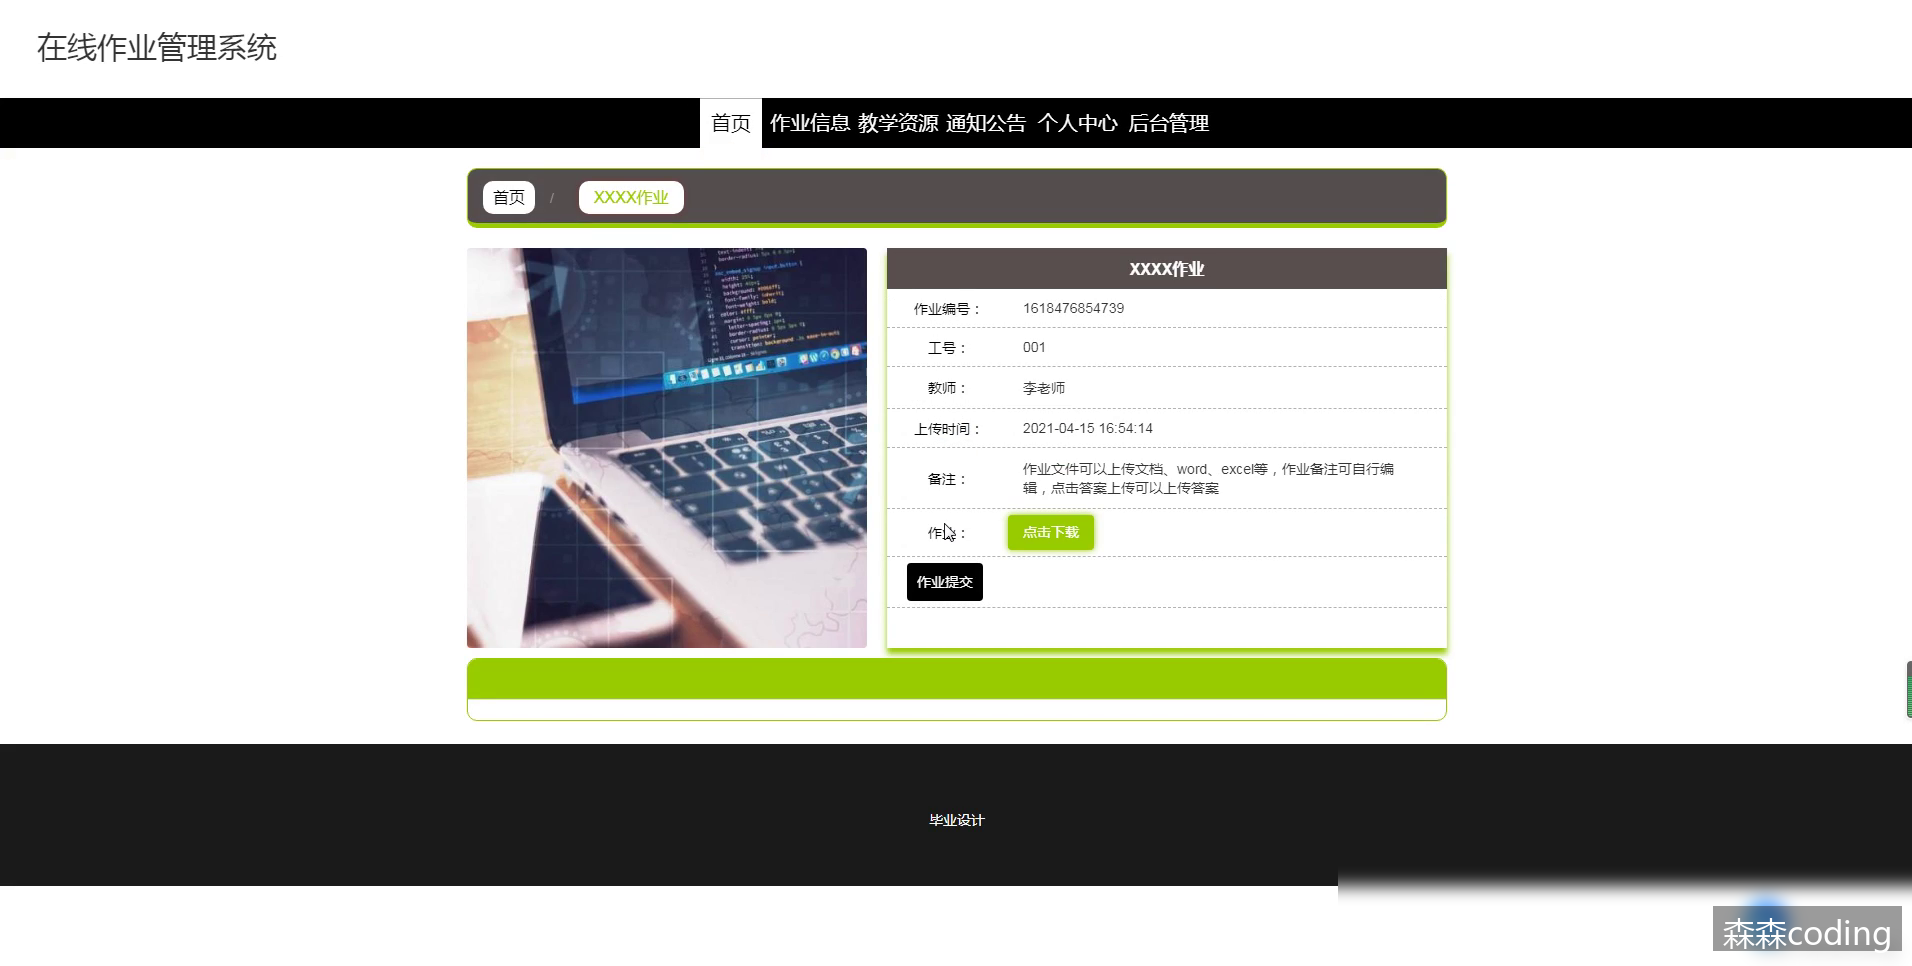 在线作业管理系统
首页 作业信息 教学资源 通知公告 个人中心 后台管理
首页 / XXXX作业
XXXX作业
作业编号： 1618476854739
工号： 001
教师： 李老师
上传时间： 2021-04-15 16:54:14
备注： 作业文件可以上传文档、word、excel等，作业备注可自行编
辑，点击答案上传可以上传答案
作 ： 点击下载
作业提交
毕业设计
森森coding